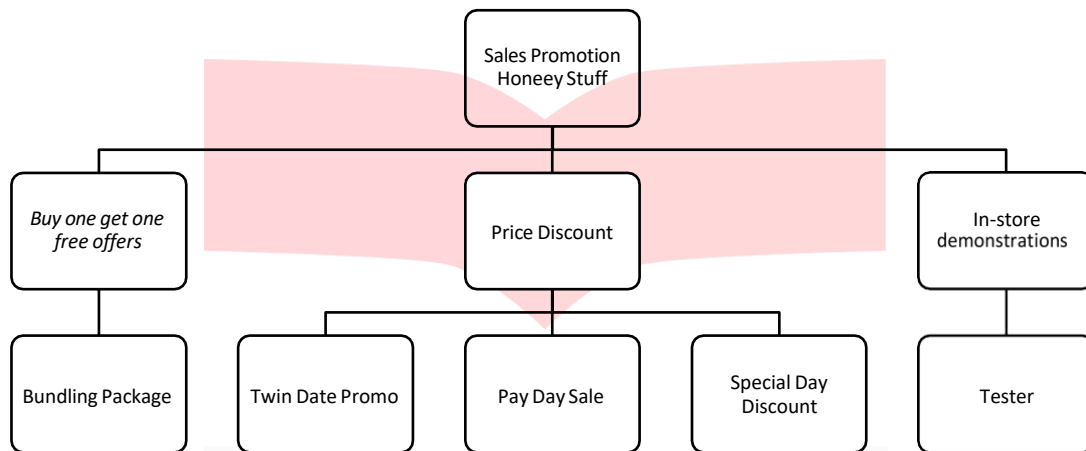 Sales Promotion
Honeey Stuff
Buy one get one
free offers
Price Discount
In-store
demonstrations
Bundling Package
Twin Date Promo
Pay Day Sale
Special Day
Discount
Tester